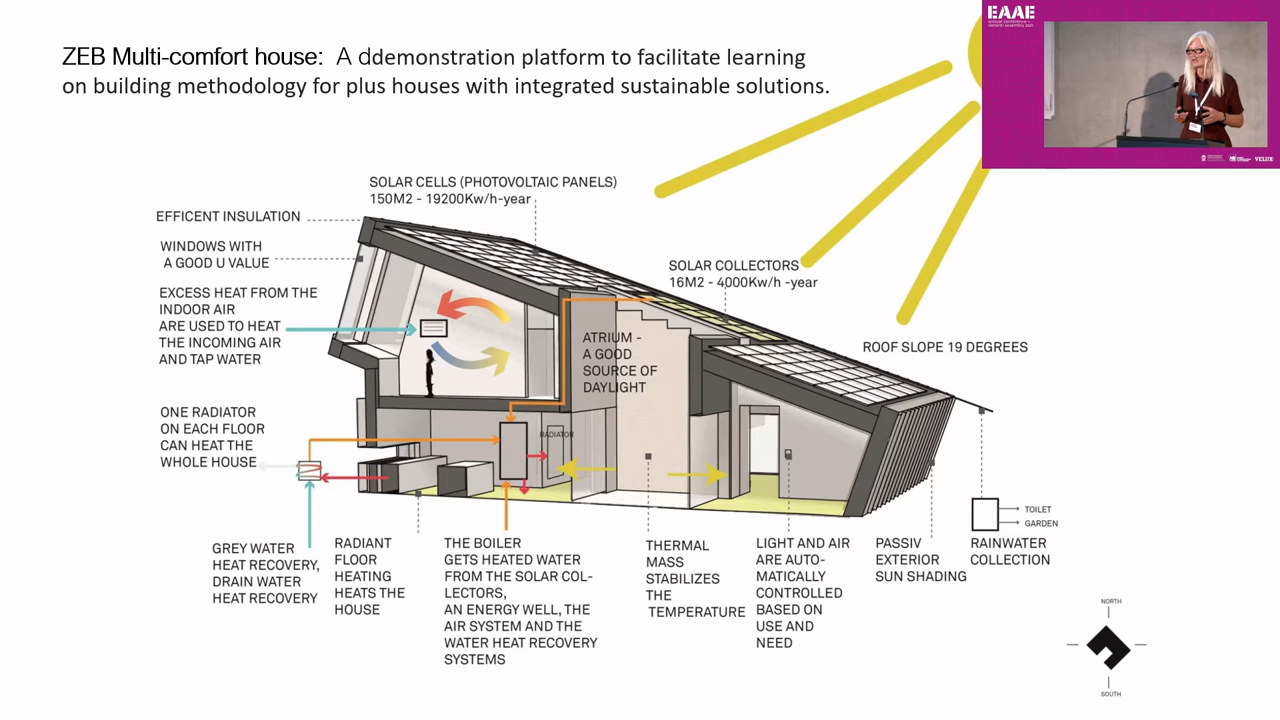 ZEB Multi-comfort house: A ddemonstration platform to facilitate learning
on building methodology for plus houses with integrated sustainable solutions.
EAAE
annual conference +
general assembly 2021
VELUX
SOLAR CELLS (PHOTOVOLTAIC PANELS)
150M2 - 19200Kw/h-year
EFFICENT INSULATION
WINDOWS WITH
A GOOD U VALUE
EXCESS HEAT FROM THE
INDOOR AIR
ARE USED TO HEAT
THE INCOMING AIR
AND TAP WATER
SOLAR COLLECTORS
16M2 - 4000Kw/h -year
ATRIUM -
A GOOD
SOURCE OF
DAYLIGHT
ROOF SLOPE 19 DEGREES
ONE RADIATOR
ON EACH FLOOR
CAN HEAT THE
WHOLE HOUSE
RADIATOR
TOILET
GARDEN
GREY WATER
HEAT RECOVERY,
DRAIN WATER
HEAT RECOVERY
RADIANT
FLOOR
HEATING
HEATS THE
HOUSE
THE BOILER
GETS HEATED WATER
FROM THE SOLAR COL-
LECTORS,
AN ENERGY WELL, THE
AIR SYSTEM AND THE
WATER HEAT RECOVERY
SYSTEMS
THERMAL
MASS
STABILIZES
THE
TEMPERATURE
LIGHT AND AIR
ARE AUTO-
MATICALLY
CONTROLLED
BASED ON
USE AND
NEED
PASSIV
EXTERIOR
SUN SHADING
RAINWATER
COLLECTION
NORTH
SOUTH